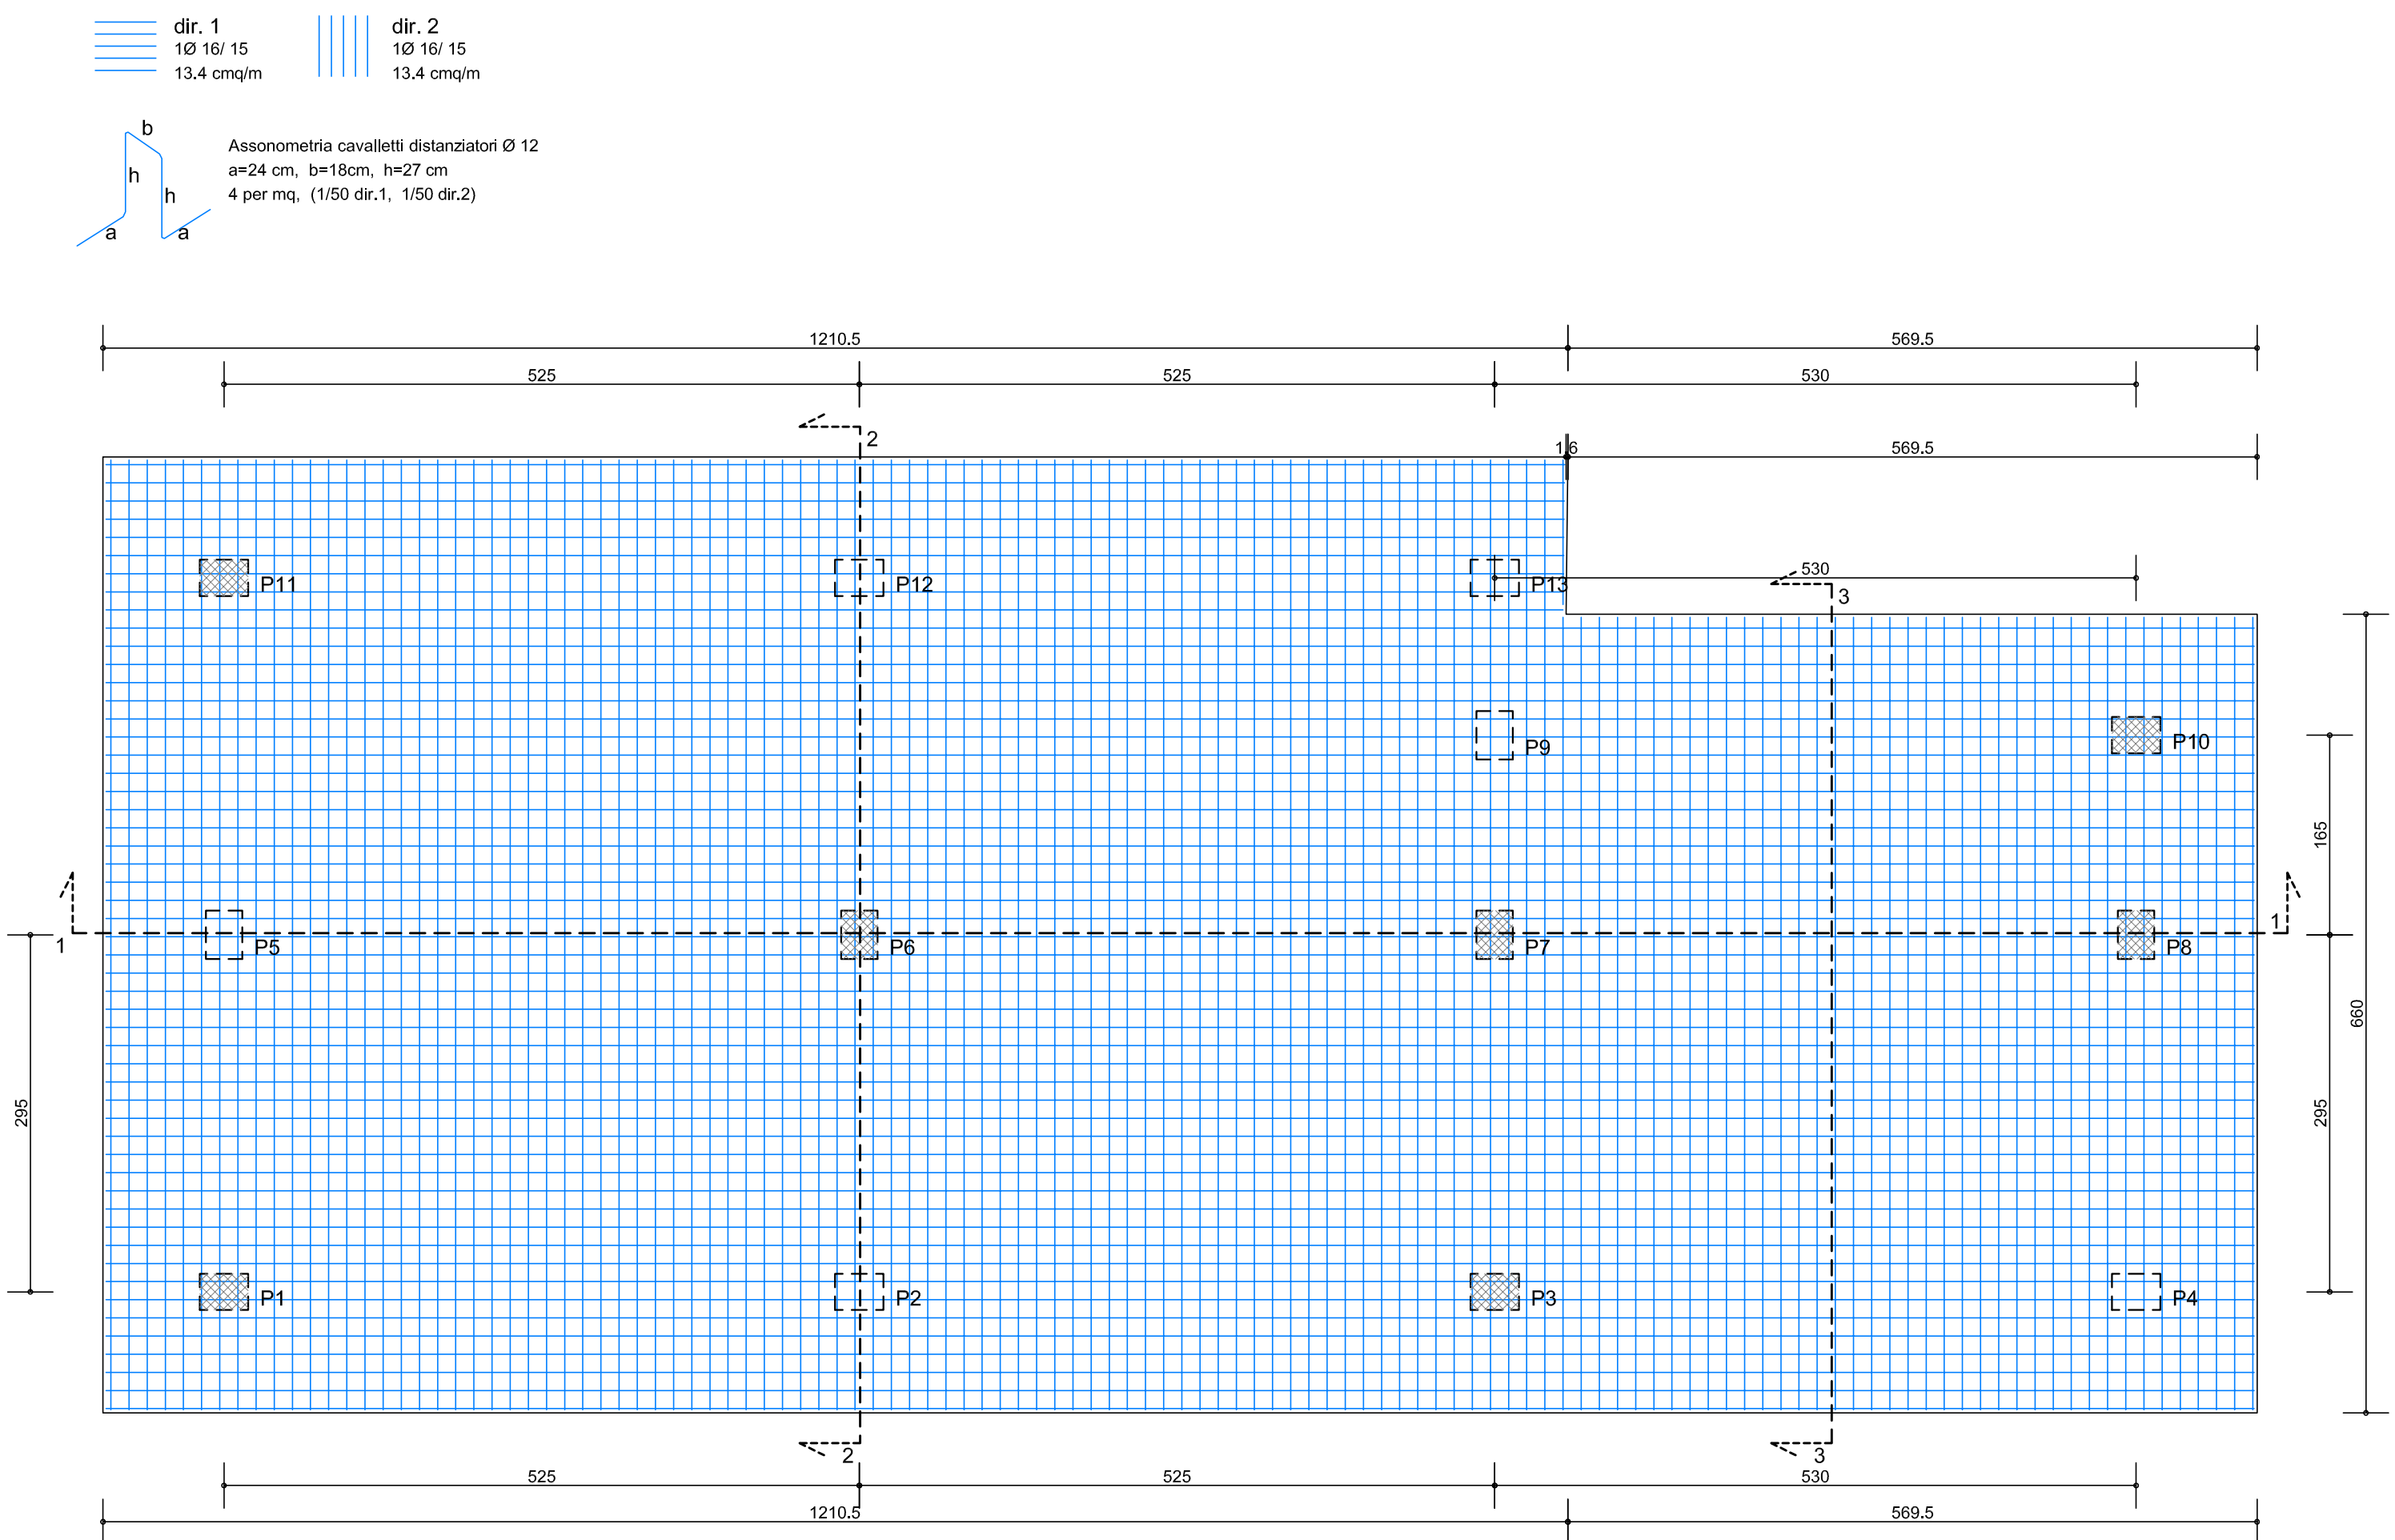 dir. 1
1Ø 16/ 15
13.4 cmq/m
dir. 2
1Ø 16/ 15
13.4 cmq/m
b
h
h
a
a
Assonometria cavalletti distanziatori Ø 12
a=24 cm, b=18cm, h=27 cm
4 per mq, (1/50 dir.1, 1/50 dir.2)
1210.5
569.5
525
525
530
2
1.6
569.5
P11
P12
P13
530
3
P9
P10
165
1
P5
P6
P7
P8
1
660
295
295
P1
P2
P3
P4
2
3
525
525
530
1210.5
569.5